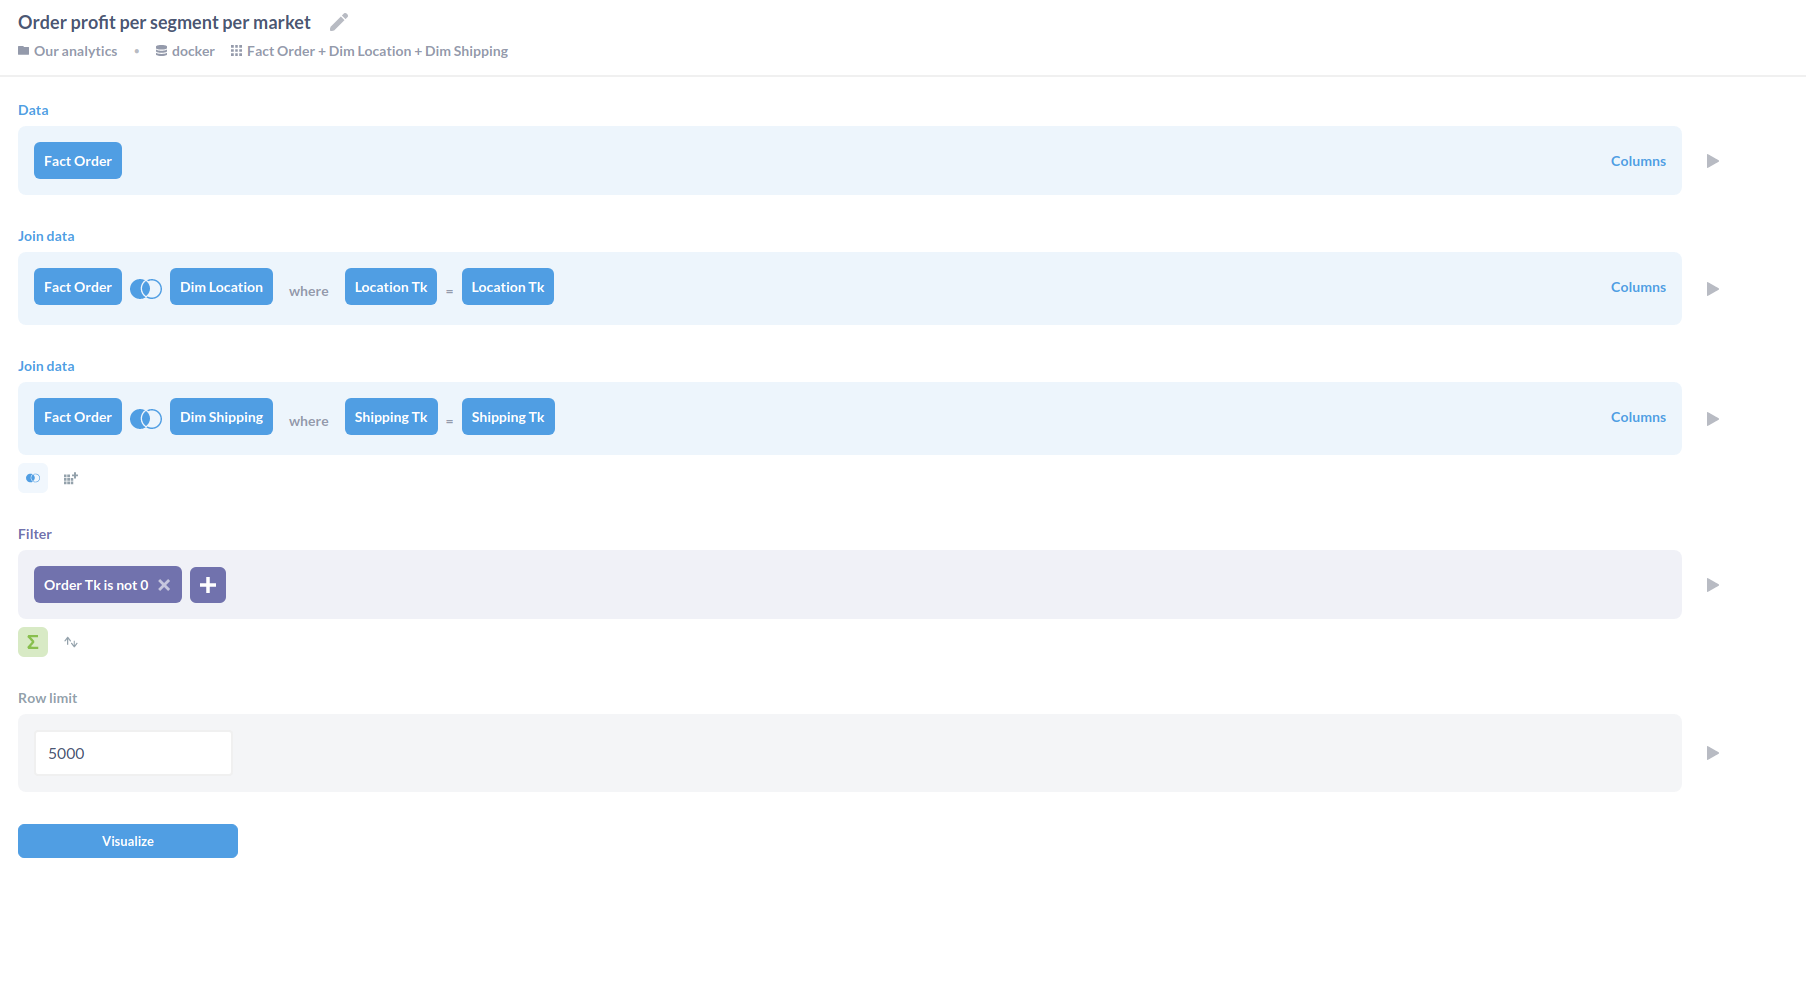 Order profit per segment per market
Our analytics • docker Fact Order + Dim Location + Dim Shipping
Data
Fact Order Columns
Join data
Fact Order Dim Location where Location Tk = Location Tk Columns
Join data
Fact Order Dim Shipping where Shipping Tk = Shipping Tk Columns
Filter
Order Tk is not 0
Row limit
5000
Visualize